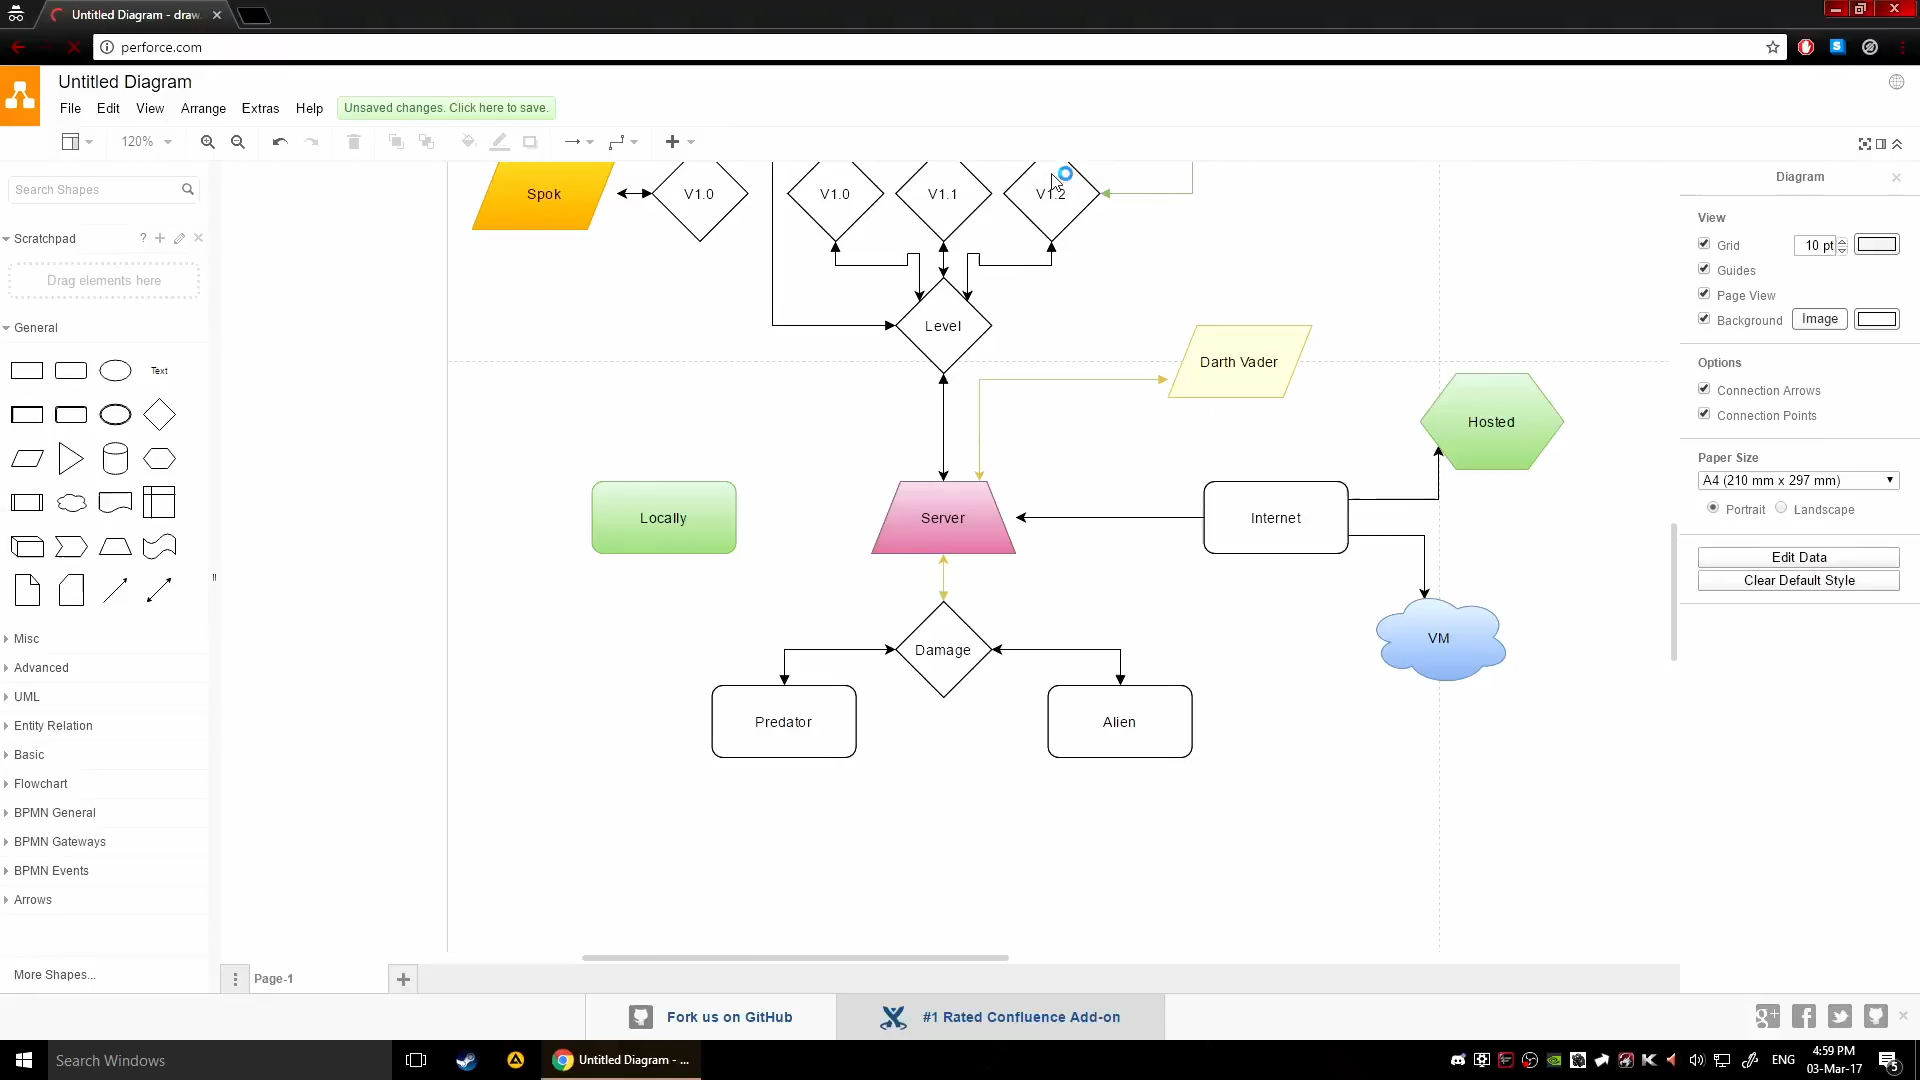 Untitled Diagram - draw.
perforce.com
Untitled Diagram
File Edit View Arrange Extras Help Unsaved changes. Click here to save.
120%
Search Shapes
Scratchpad ?
Drag elements here
General
Text
Misc
Advanced
UML
Entity Relation
Basic
Flowchart
BPMN General
BPMN Gateways
BPMN Events
Arrows
More Shapes...
Spok
V1.0
V1.0
V1.1
V1.2
Level
Darth Vader
Hosted
Locally
Server
Internet
Damage
VM
Predator
Alien
Diagram
View
Grid 10 pt
Guides
Page View
Background Image
Options
Connection Arrows
Connection Points
Paper Size
A4 (210 mm x 297 mm)
Portrait Landscape
Edit Data
Clear Default Style
Page-1
Fork us on GitHub
#1 Rated Confluence Add-on
Search Windows
Untitled Diagram - ...
ENG
4:59 PM
03-Mar-17
5